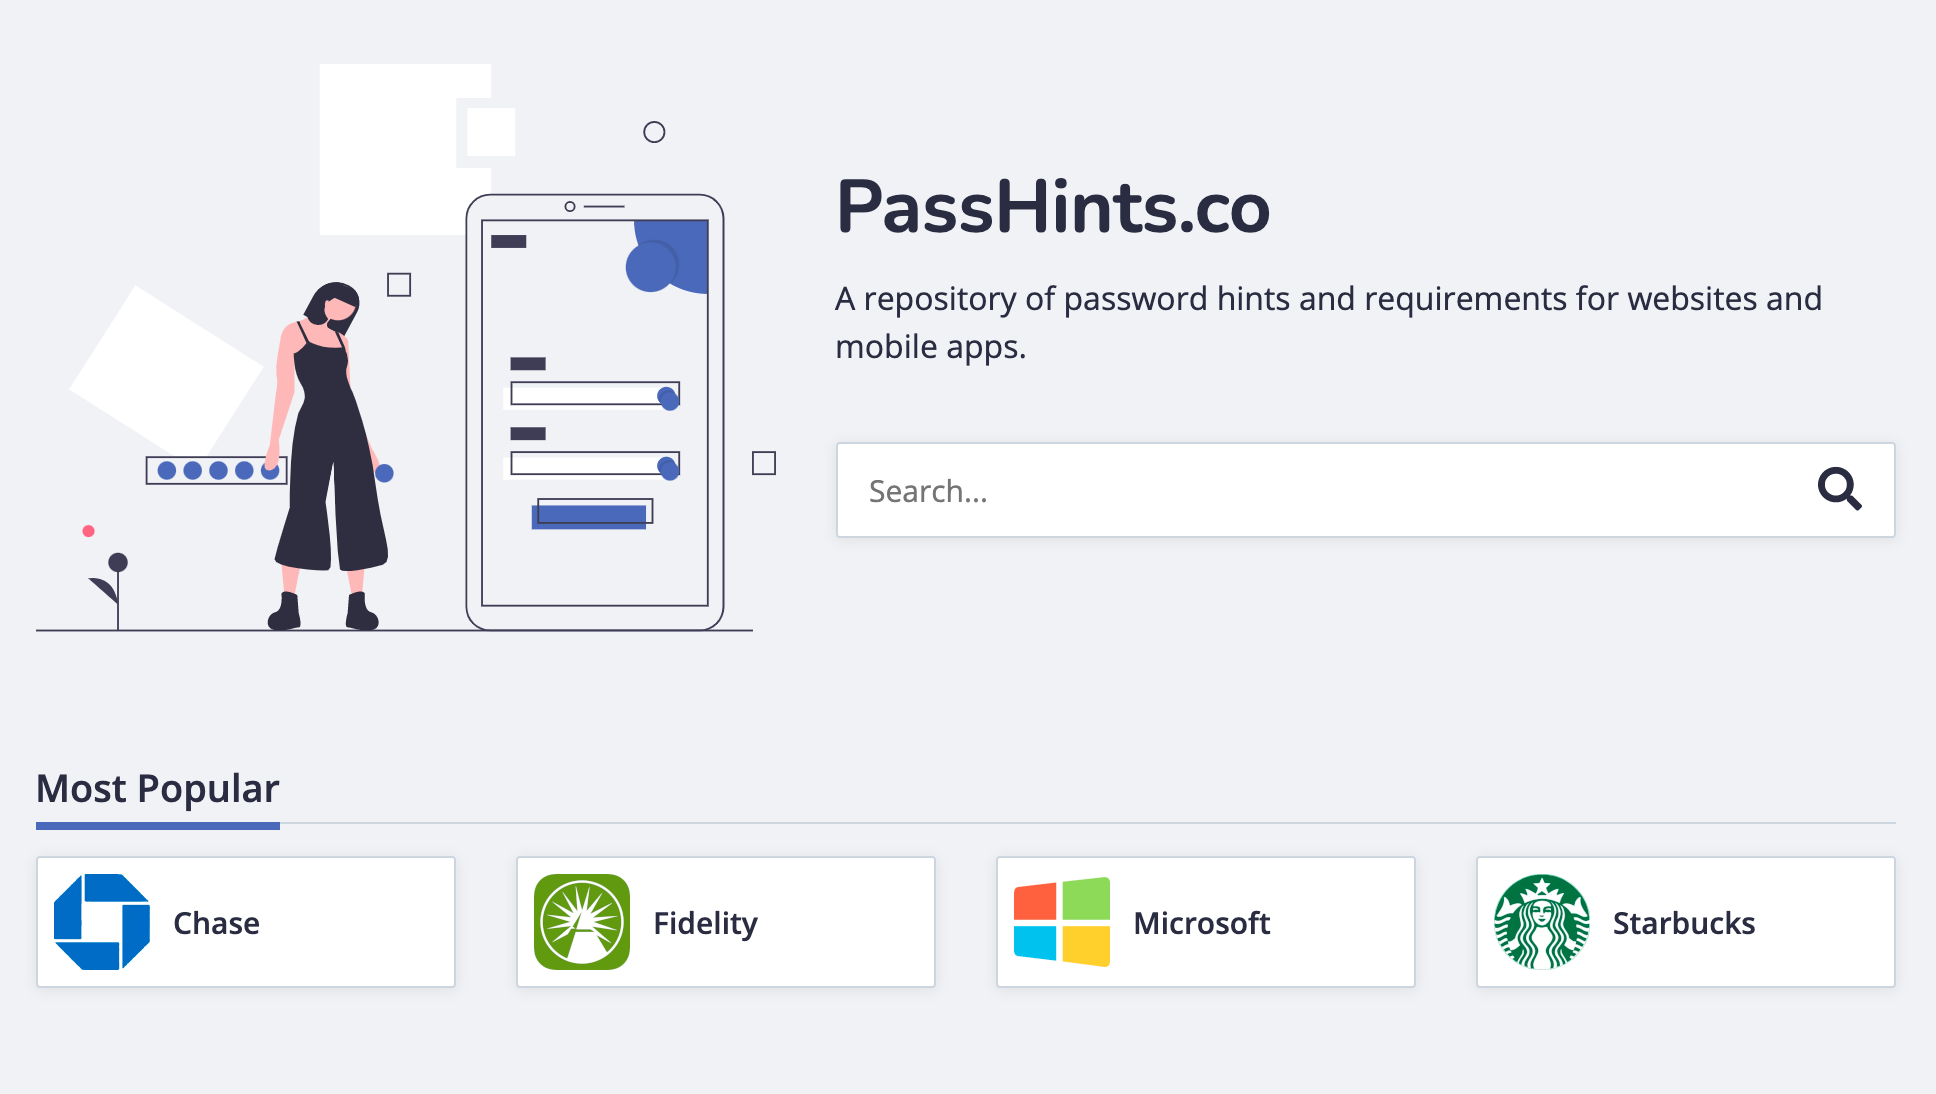 PassHints.co
A repository of password hints and requirements for websites and
mobile apps.
Search...
Most Popular
Chase
Fidelity
Microsoft
Starbucks